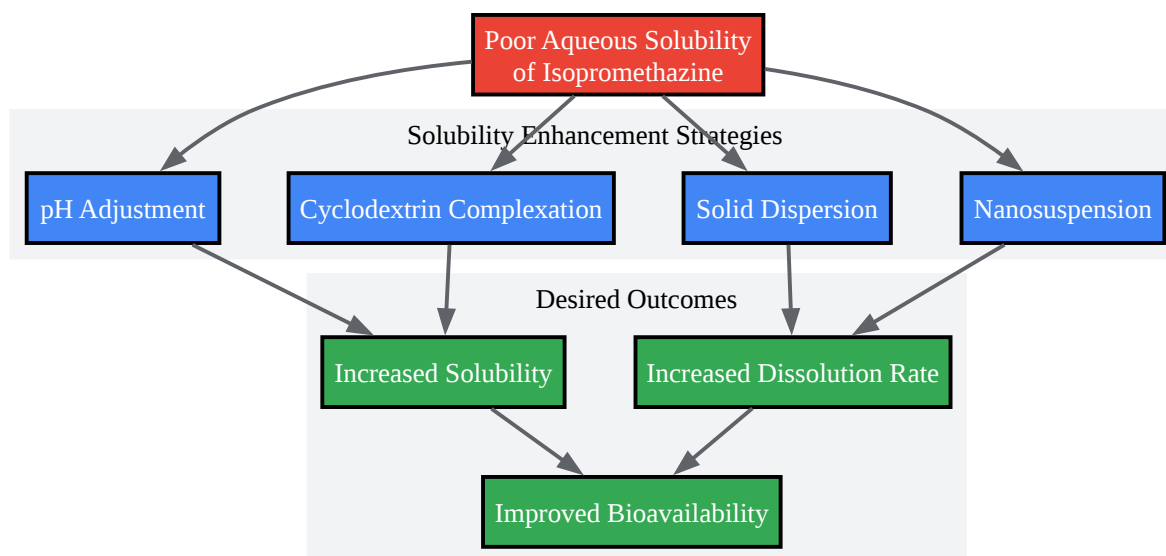 Poor Aqueous Solubility
of Isopromethazine
Solubility Enhancement Strategies
pH Adjustment
Cyclodextrin Complexation
Solid Dispersion
Nanosuspension
Desired Outcomes
Increased Solubility
Increased Dissolution Rate
Improved Bioavailability